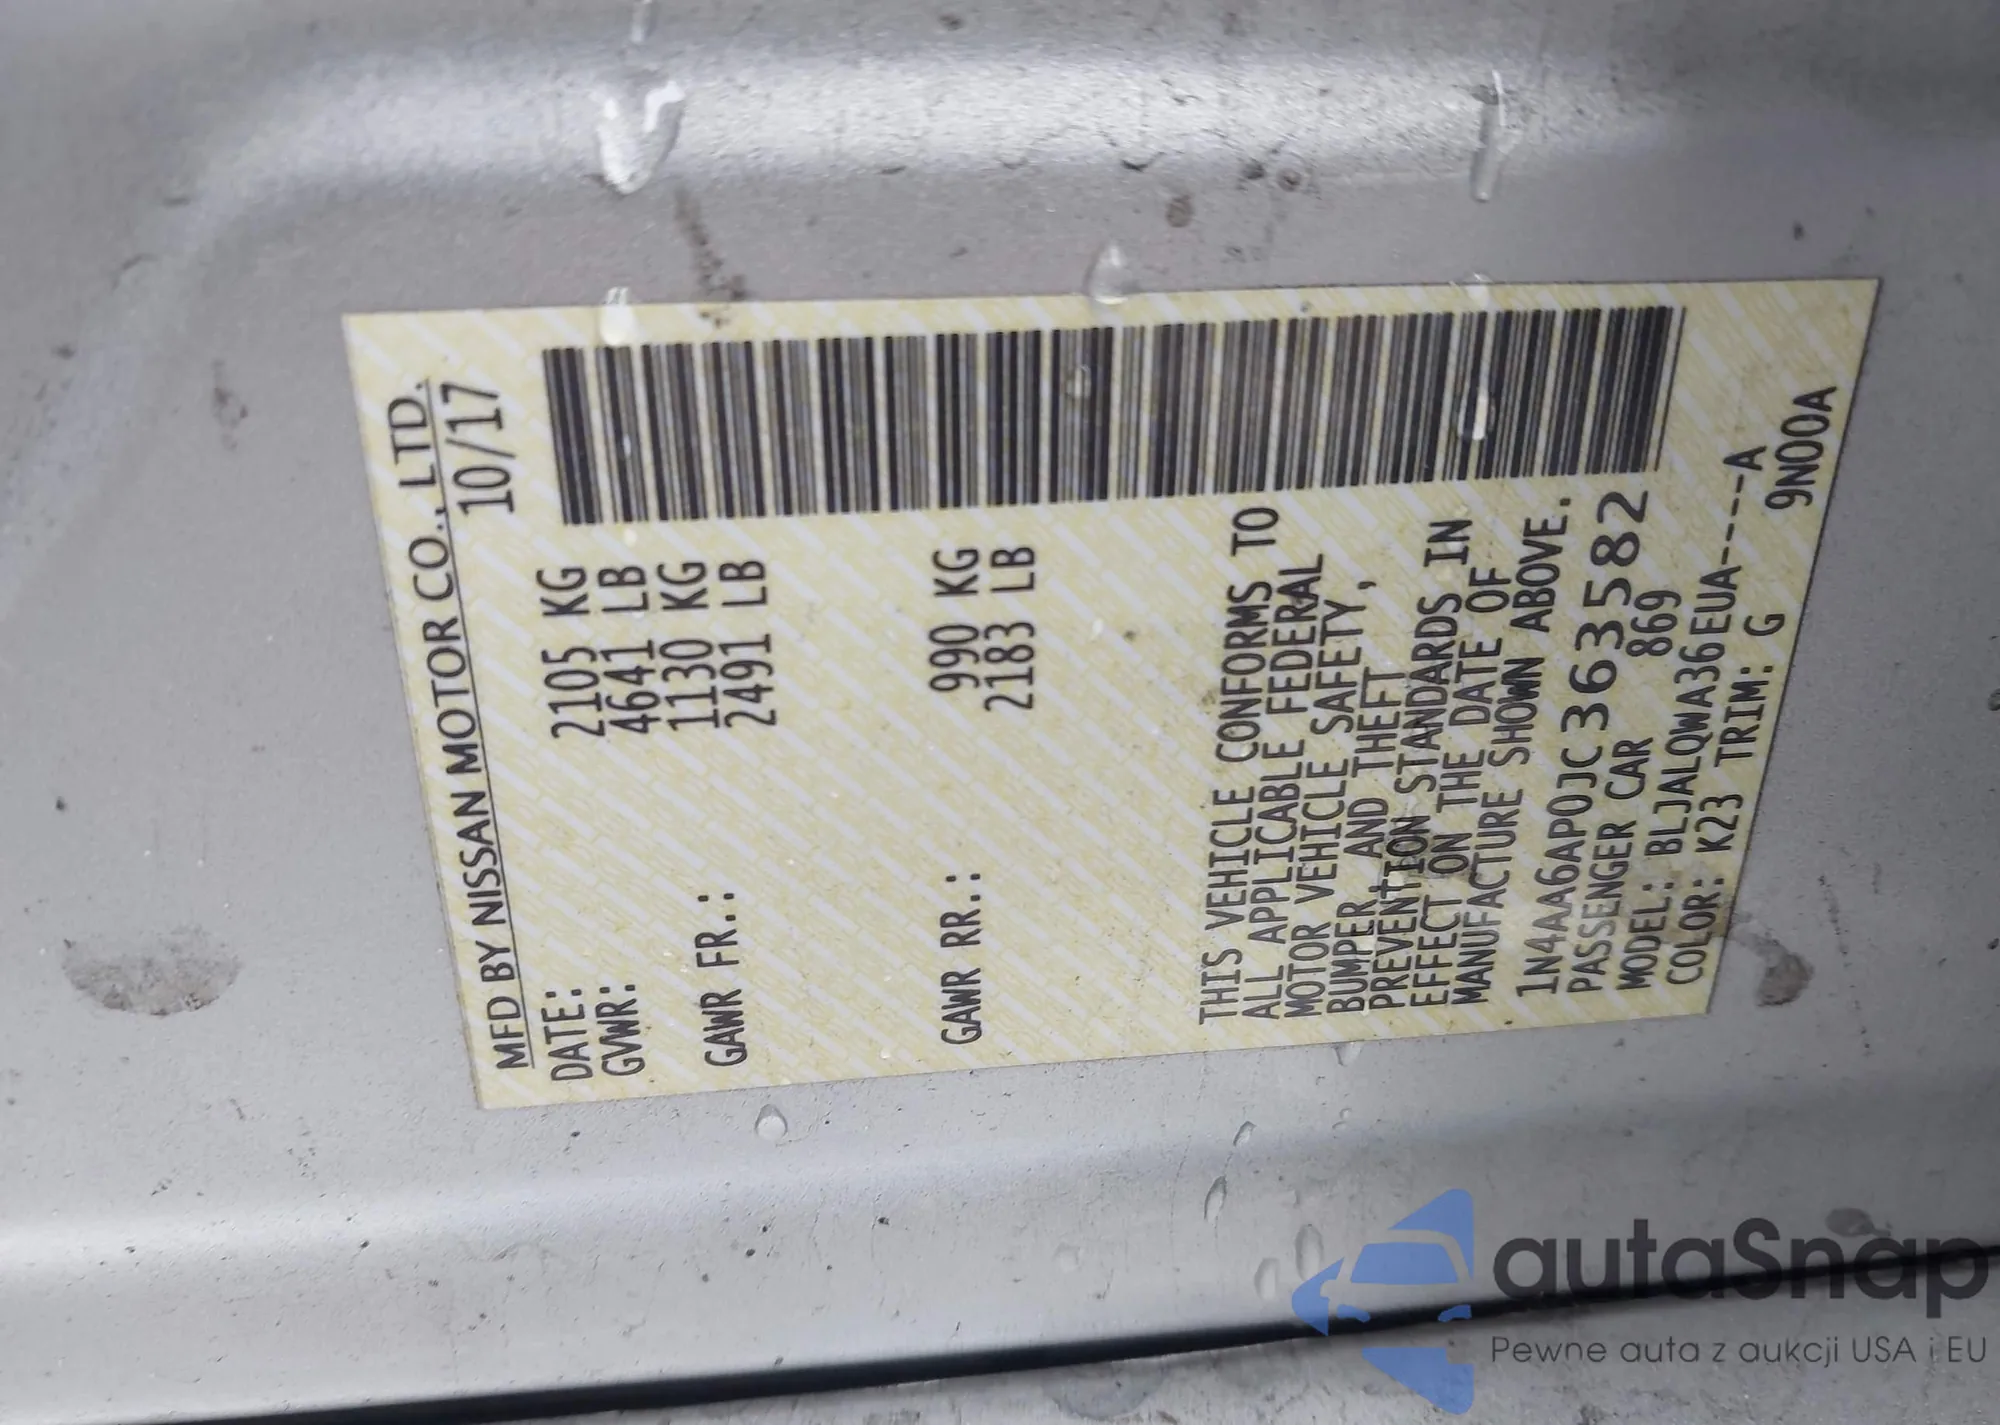 MFD BY NISSAN MOTOR CO., LTD.
DATE: 10/17
GVWR: 2105 KG
4641 LB
GAWR FR.: 1130 KG
2491 LB
GAWR RR.: 990 KG
2183 LB
THIS VEHICLE CONFORMS TO
ALL APPLICABLE FEDERAL
MOTOR VEHICLE SAFETY,
BUMPER, AND THEFT
PREVENTION STANDARDS IN
EFFECT ON THE DATE OF
MANUFACTURE SHOWN ABOVE.
1N4AA6AP0JC363582
PASSENGER CAR 869
MODEL: BLJALQWA36EUA----A
COLOR: K23 TRIM: G 9N00A
autaSnap
Pewne auta z aukcji USA i EU